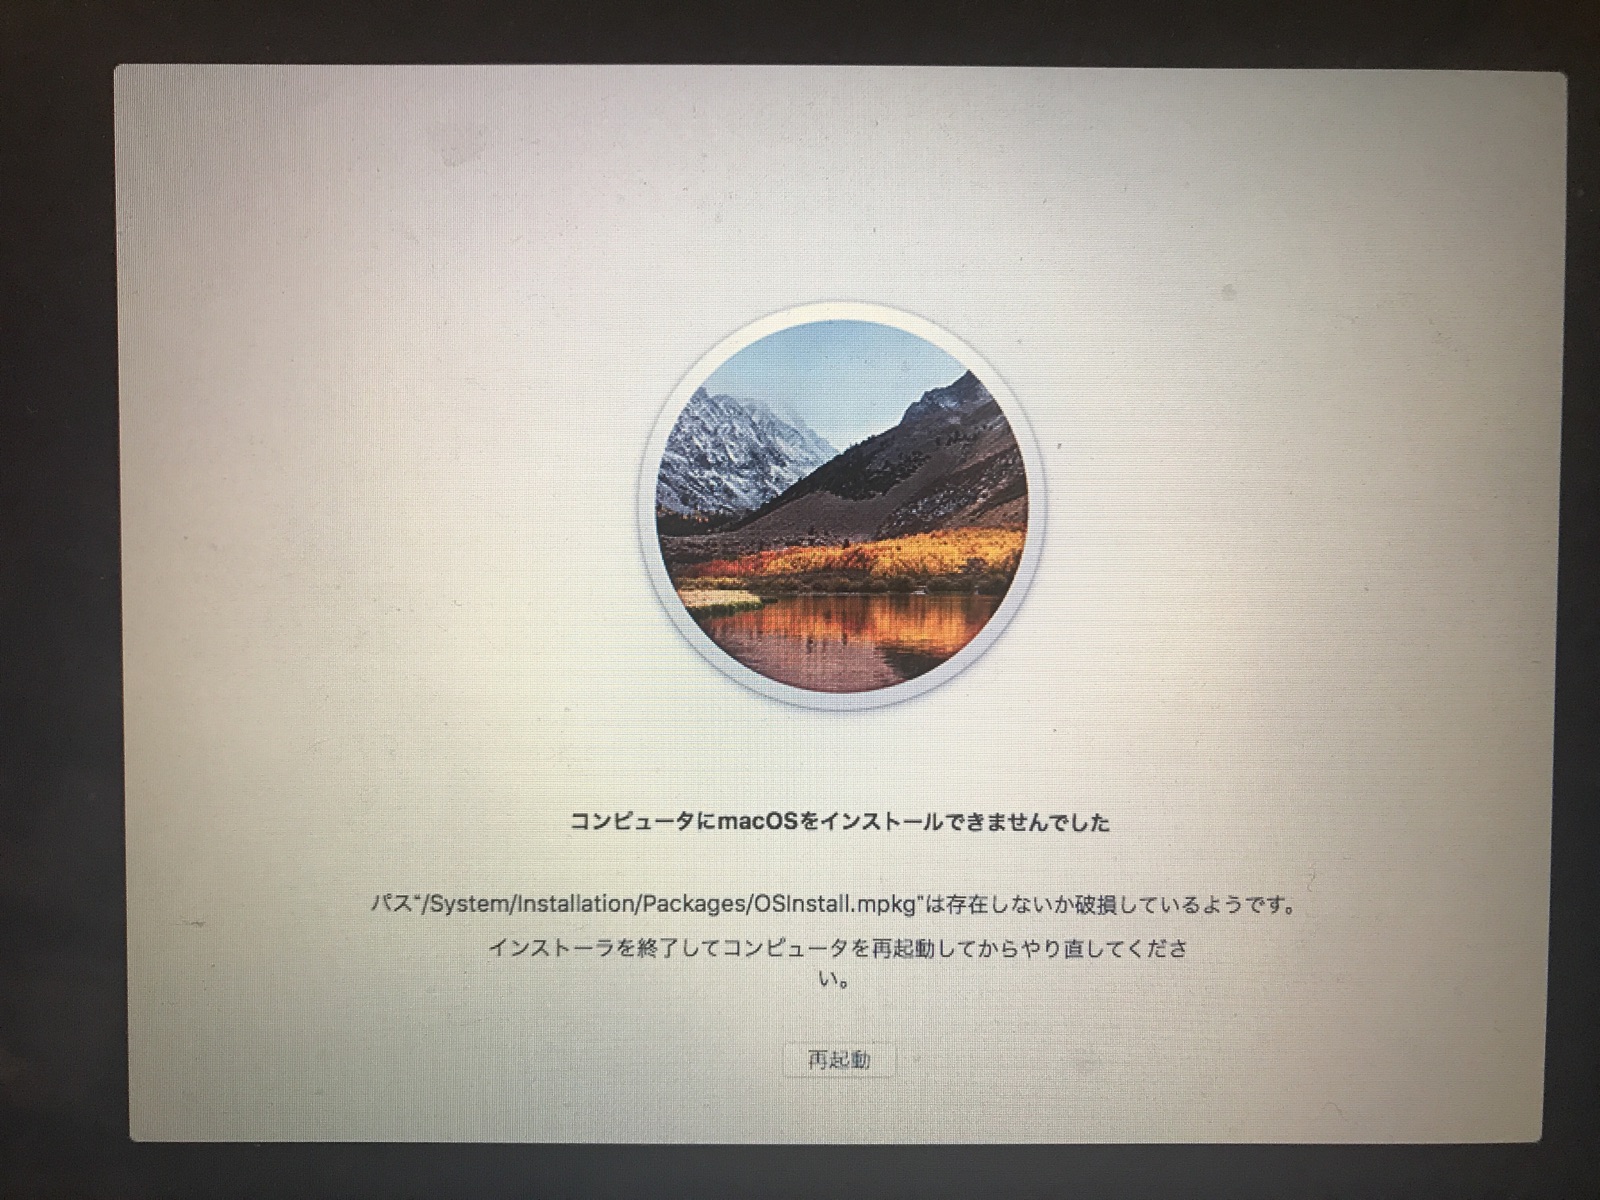 コンピュータにmacOSをインストールできませんでした
パス“/System/Installation/Packages/OSInstall.mpkg"は存在しないか破損しているようです。
インストーラを終了してコンピュータを再起動してからやり直してくださ
い。
再起動